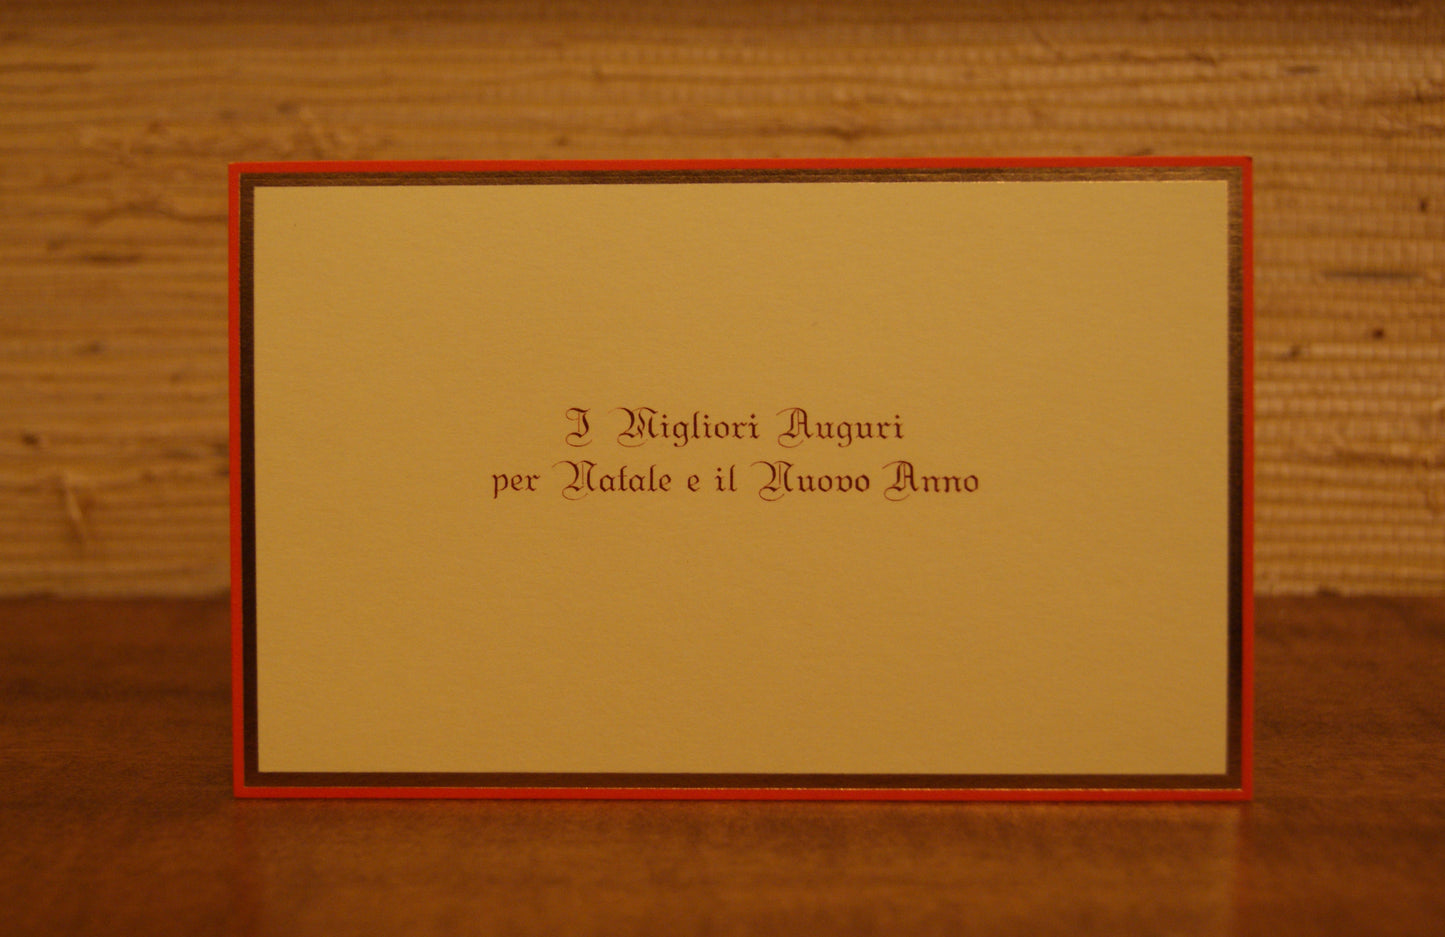 I Migliori Auguri
per Natale e il Nuovo Anno